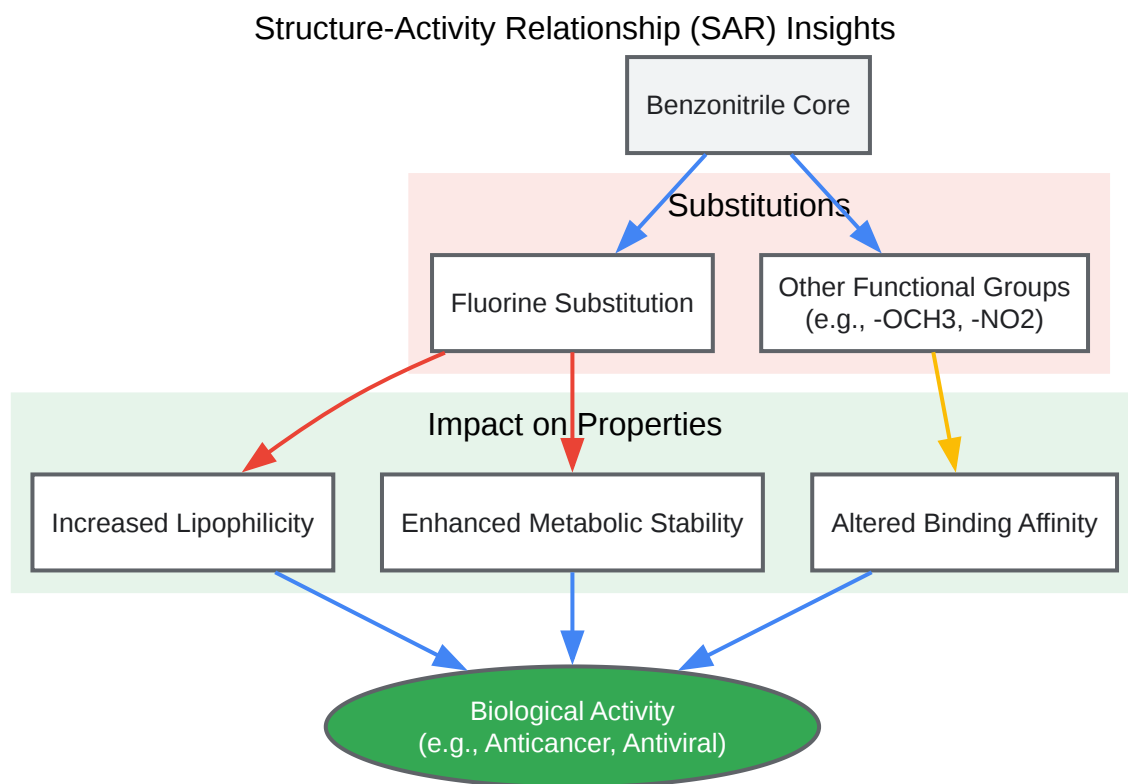 Structure-Activity Relationship (SAR) Insights
Benzonitrile Core
Substitutions
Fluorine Substitution
Other Functional Groups
(e.g., -OCH3, -NO2)
Impact on Properties
Increased Lipophilicity
Enhanced Metabolic Stability
Altered Binding Affinity
Biological Activity
(e.g., Anticancer, Antiviral)